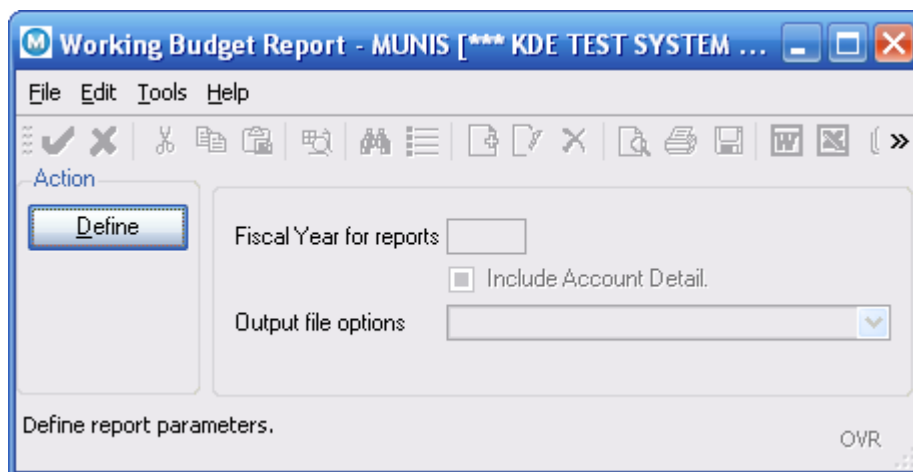 Working Budget Report - MUNIS [*** KDE TEST SYSTEM ...
File Edit Tools Help
Action
Define
Fiscal Year for reports
Include Account Detail.
Output file options
Define report parameters.
OVR